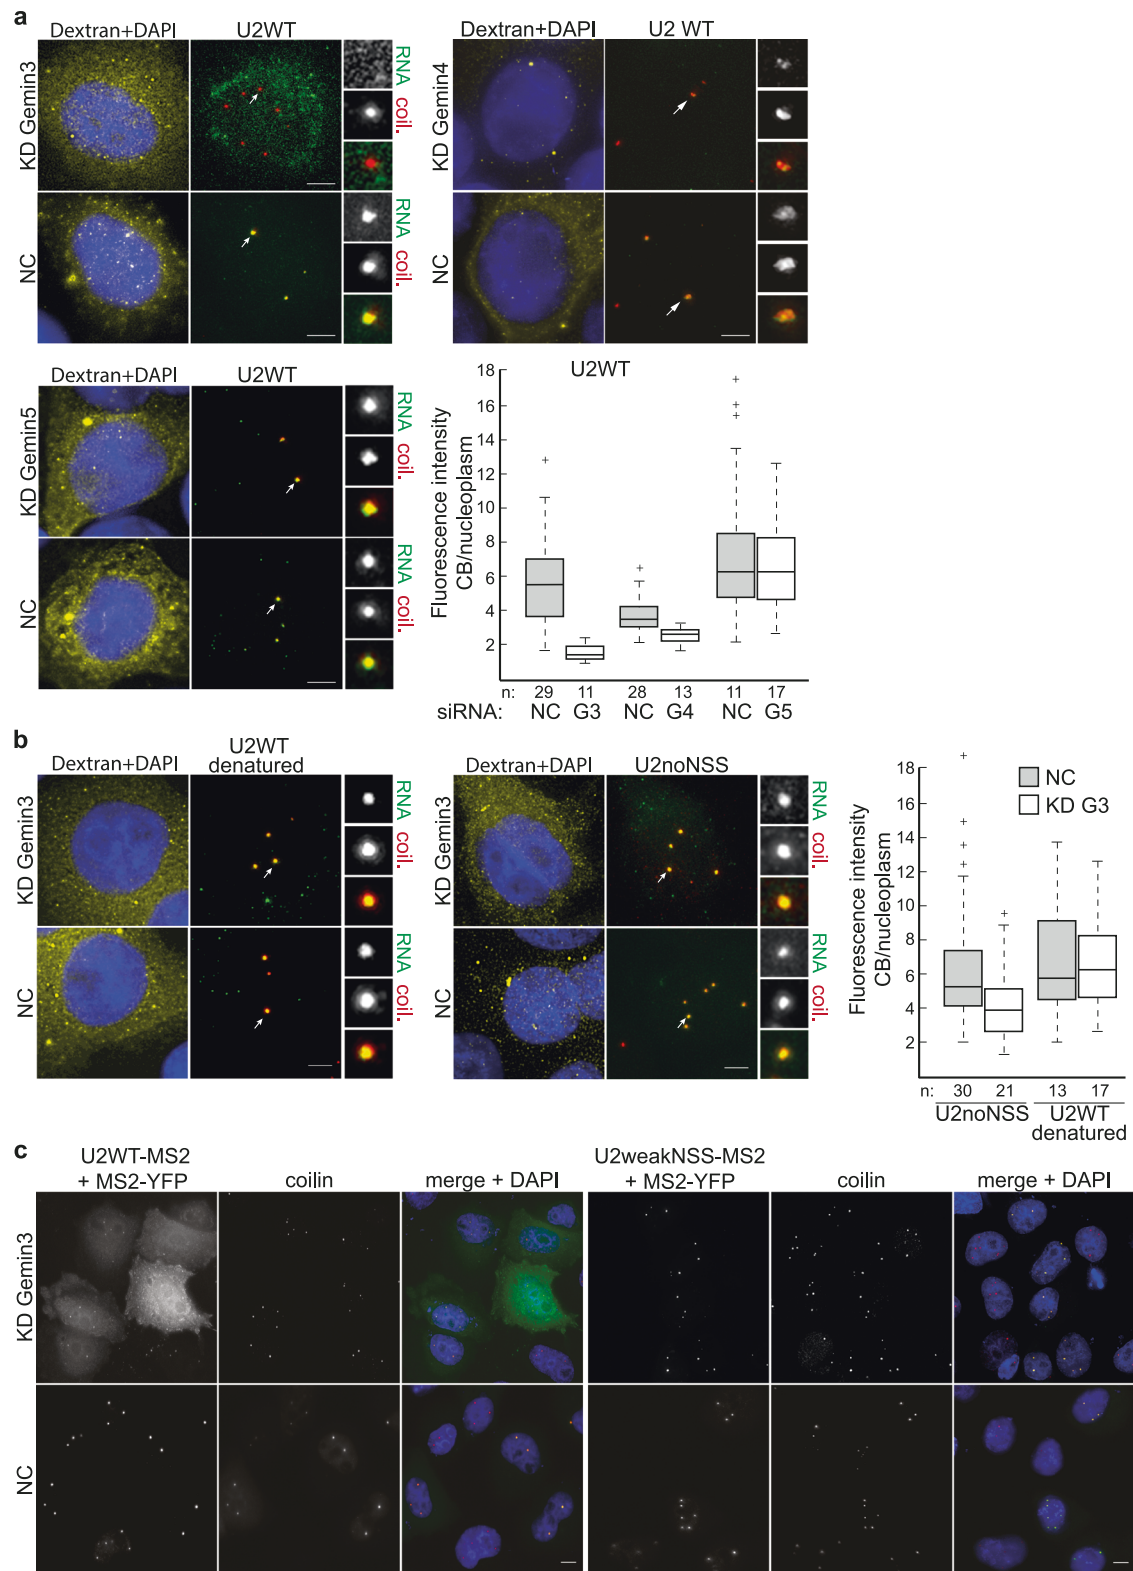 a
Dextran+DAPI U2WT
KD Gemin3
RNA
coil.
NC
RNA
coil.
Dextran+DAPI U2 WT
KD Gemin4
NC
Dextran+DAPI U2WT
KD Gemin5
RNA
coil.
NC
RNA
coil.
U2WT
Fluorescence intensity
CB/nucleoplasm
18
16
14
12
10
8
6
4
2
n: 29 11 28 13 11 17
siRNA: NC G3 NC G4 NC G5
b
Dextran+DAPI U2WT
denatured
KD Gemin3
RNA
coil.
NC
RNA
coil.
Dextran+DAPI U2noNSS
KD Gemin3
RNA
coil.
NC
RNA
coil.
Fluorescence intensity
CB/nucleoplasm
18
16
14
12
10
8
6
4
2
NC
KD G3
n: 30 21 13 17
U2noNSS U2WT
denatured
c
U2WT-MS2
+ MS2-YFP coilin merge + DAPI
U2weakNSS-MS2
+ MS2-YFP coilin merge + DAPI
KD Gemin3
NC